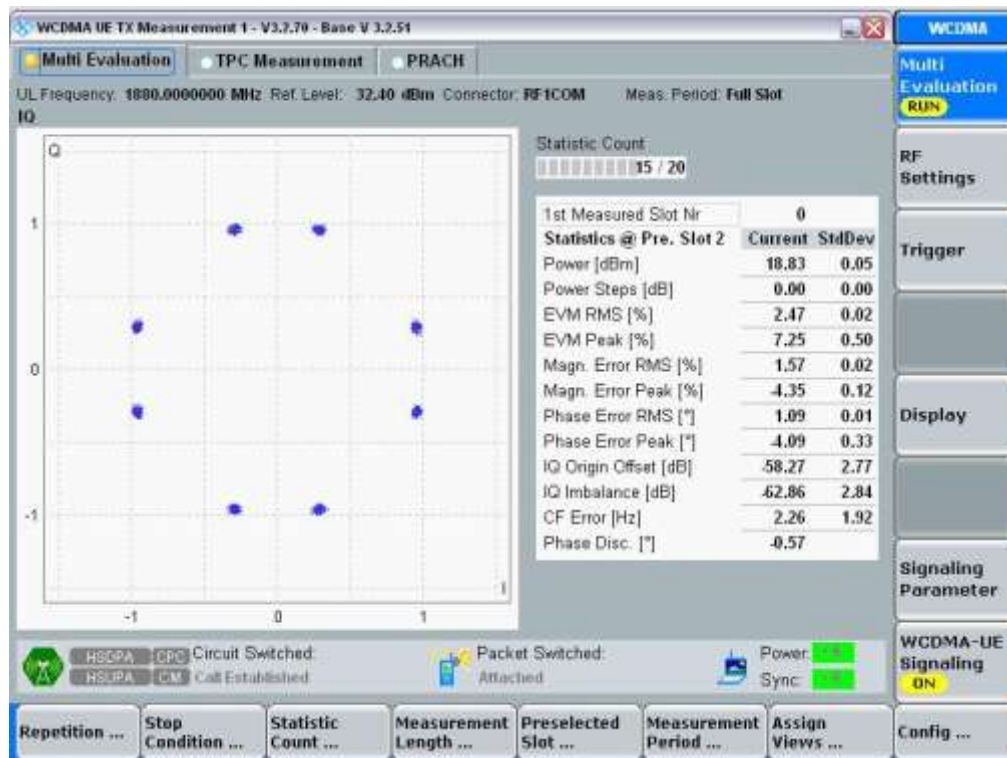 WCDMA UE TX Measurement 1 - V3.2.70 - Base V 3.2.51
WCDMA
Multi Evaluation TPC Measurement PRACH
UL Frequency: 1880.0000000 MHz Ref. Level: 32.40 dBm Connector: RF1COM Meas. Period: Full Slot
IQ
Q
1
0
-1
-1 0 1
I
Statistic Count
15 / 20
1st Measured Slot Nr 0
Statistics @ Pre. Slot 2 Current StdDev
Power [dBm] 18.83 0.05
Power Steps [dB] 0.00 0.00
EVM RMS [%] 2.47 0.02
EVM Peak [%] 7.25 0.50
Magn. Error RMS [%] 1.57 0.02
Magn. Error Peak [%] -4.35 0.12
Phase Error RMS [°] 1.09 0.01
Phase Error Peak [°] -4.09 0.33
IQ Origin Offset [dB] -58.27 2.77
IQ Imbalance [dB] -62.86 2.84
CF Error [Hz] 2.26 1.92
Phase Disc. [°] -0.57
Multi
Evaluation
RUN
RF
Settings
Trigger
Display
Signaling
Parameter
WCDMA-UE
Signaling
ON
HSDPA CPC Circuit Switched: Packet Switched: Power:
HSUPA CM Call Established Attached Sync:
Repetition ...
Stop
Condition ...
Statistic
Count ...
Measurement
Length ...
Preselected
Slot ...
Measurement
Period ...
Assign
Views ...
Config ...